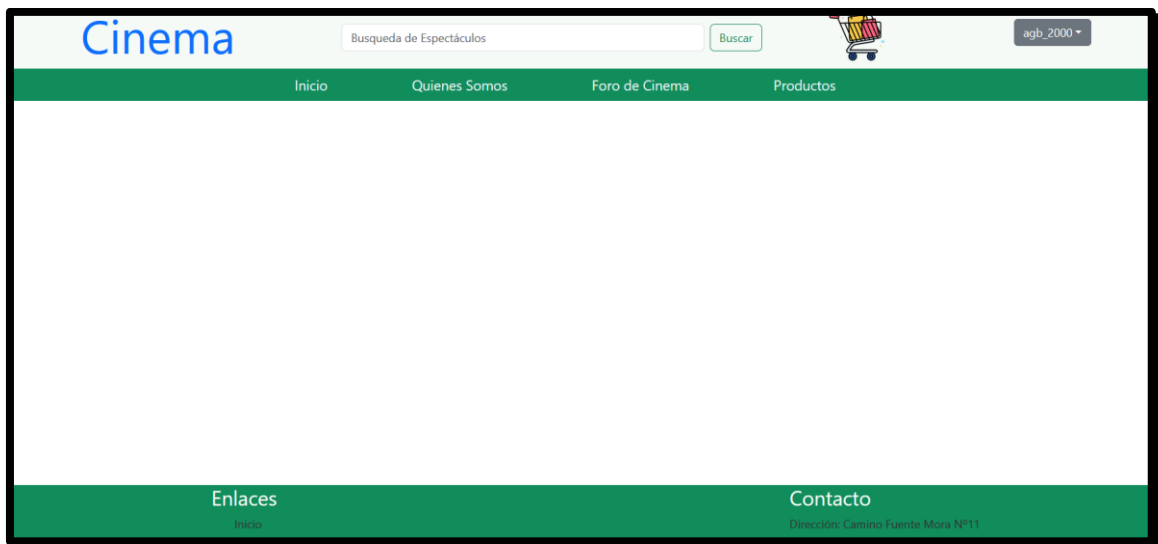 Cinema
Busqueda de Espectáculos
Buscar
agb_2000
Inicio
Quienes Somos
Foro de Cinema
Productos
Enlaces
Contacto
Inicio
Dirección: Camino Fuente Mora Nº11